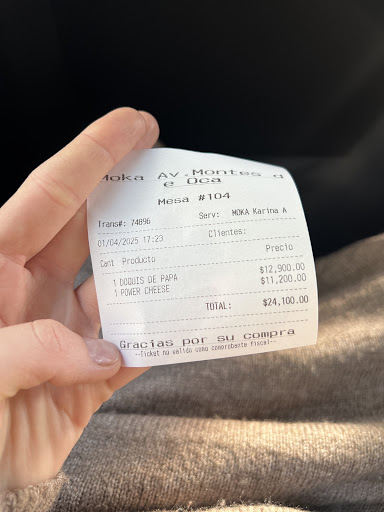 Moka Av.Montes d
e Oca
Mesa #104
Trans#: 74896 Serv: MOKA Karina A
01/04/2025 17:23 Clientes:
Cant Producto Precio
1 ÑOQUIS DE PAPA $12,900.00
1 POWER CHEESE $11,200.00
TOTAL: $24,100.00
Gracias por su compra
--Ticket no valido como comprobante fiscal--